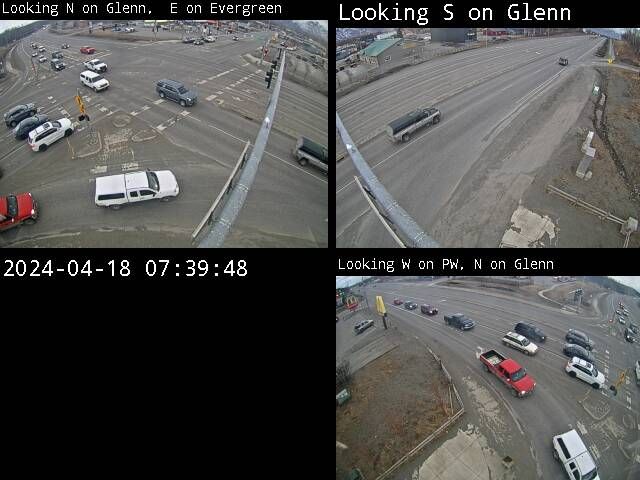 Looking N on Glenn,  E on Evergreen
Looking S on Glenn
2024-04-18 07:39:48
Looking W on PW, N on Glenn